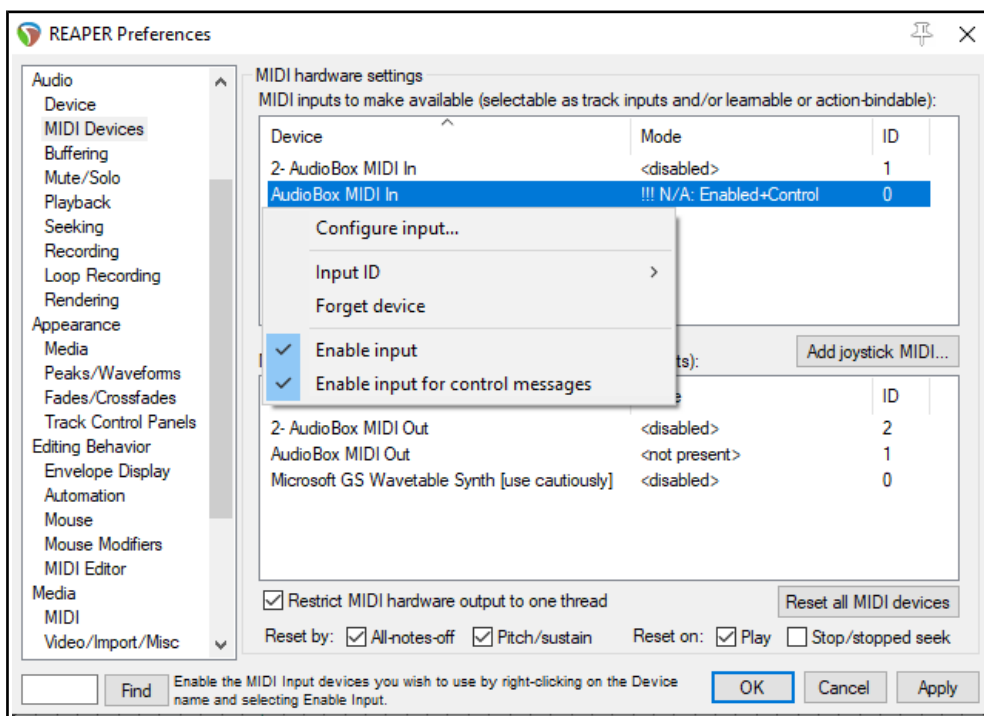 REAPER Preferences
Audio
Device
MIDI Devices
Buffering
Mute/Solo
Playback
Seeking
Recording
Loop Recording
Rendering
Appearance
Media
Peaks/Waveforms
Fades/Crossfades
Track Control Panels
Editing Behavior
Envelope Display
Automation
Mouse
Mouse Modifiers
MIDI Editor
Media
MIDI
Video/Import/Misc
MIDI hardware settings
MIDI inputs to make available (selectable as track inputs and/or learnable or action-bindable):
Device Mode ID
2- AudioBox MIDI In <disabled> 1
AudioBox MIDI In !!! N/A: Enabled+Control 0
Configure input...
Input ID
Forget device
Enable input
Enable input for control messages
ts):
Add joystick MIDI...
ID
2- AudioBox MIDI Out <disabled> 2
AudioBox MIDI Out <not present> 1
Microsoft GS Wavetable Synth [use cautiously] <disabled> 0
Restrict MIDI hardware output to one thread
Reset all MIDI devices
Reset by: All-notes-off Pitch/sustain Reset on: Play Stop/stopped seek
Find
Enable the MIDI Input devices you wish to use by right-clicking on the Device
name and selecting Enable Input.
OK Cancel Apply